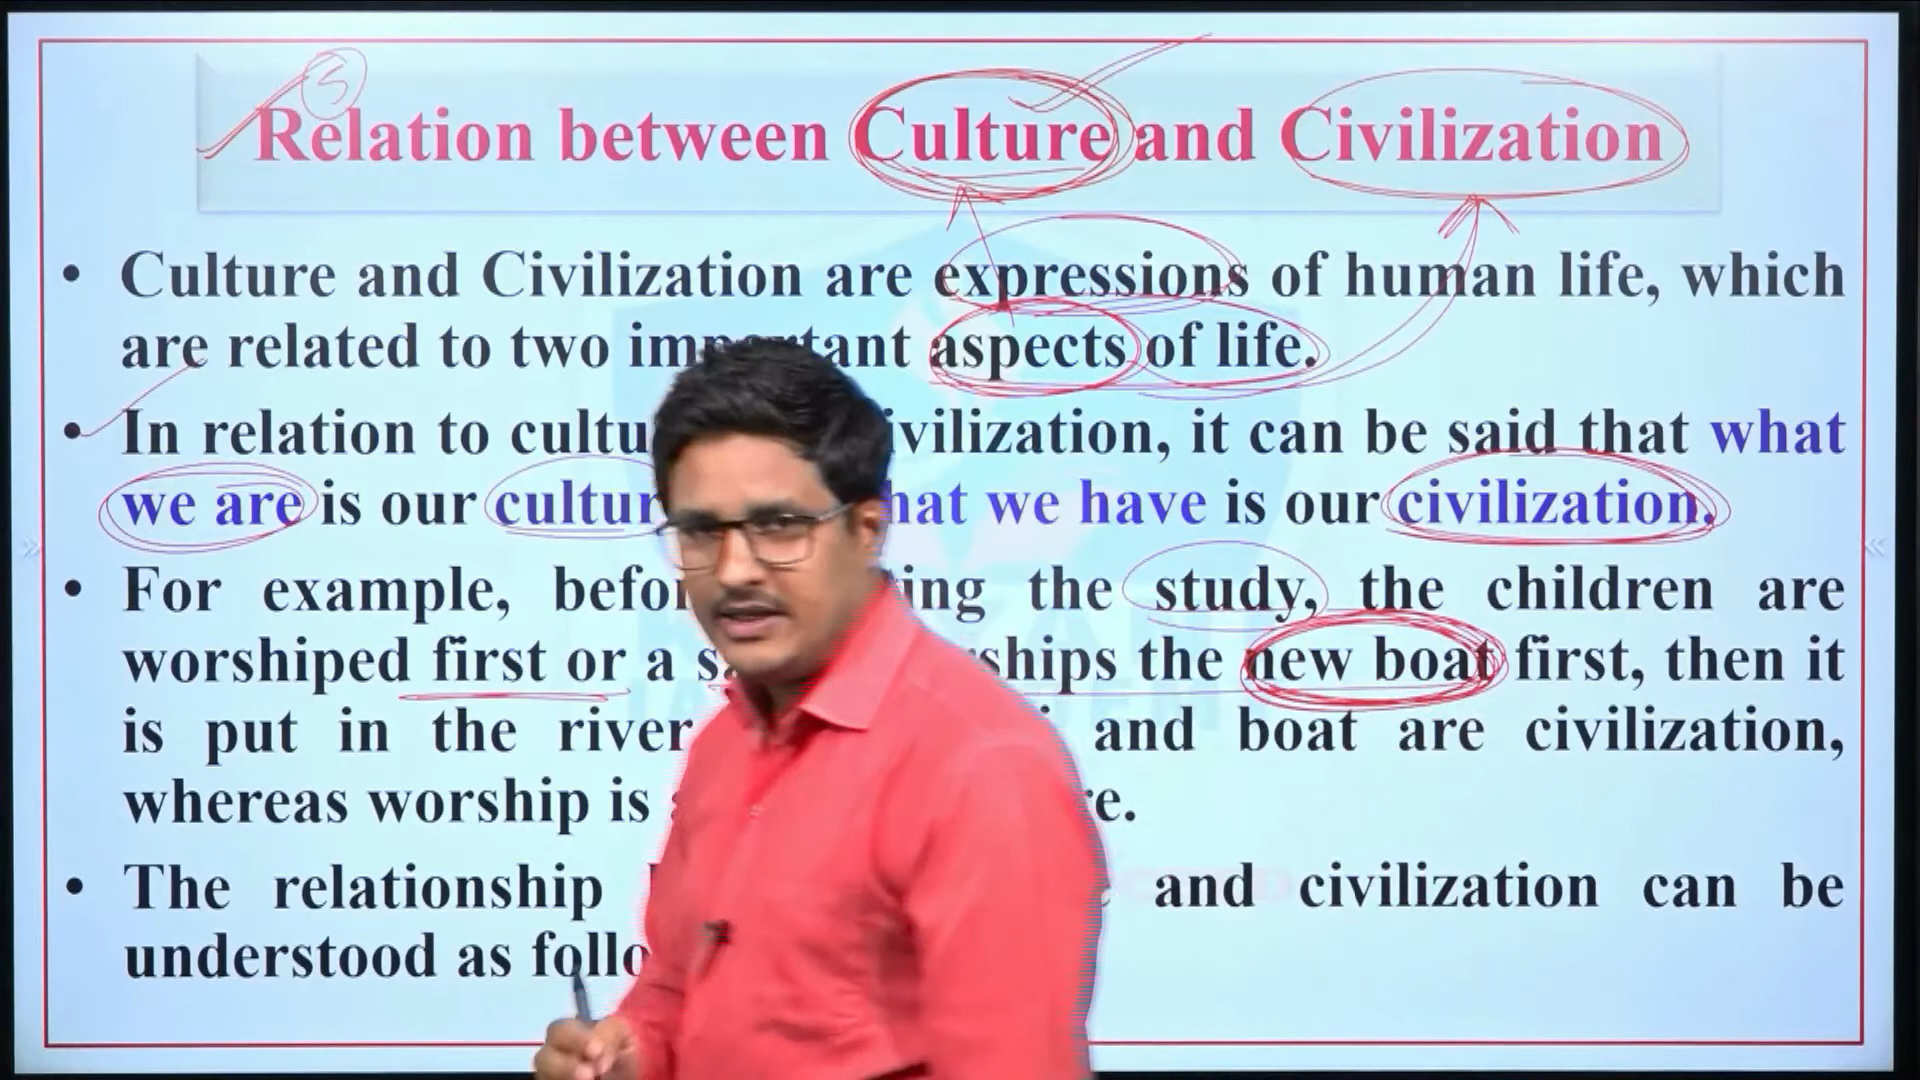 3
Relation between Culture and Civilization
• Culture and Civilization are expressions of human life, which
are related to two important aspects of life.
• In relation to ivilization, it can be said that what
we are is our hat we have is our civilization.
• For example, ing the study, the children are
worshiped first or a ships the new boat first, then it
is put in the river and boat are civilization,
whereas worship is e.
• The relationship and civilization can be
understood as